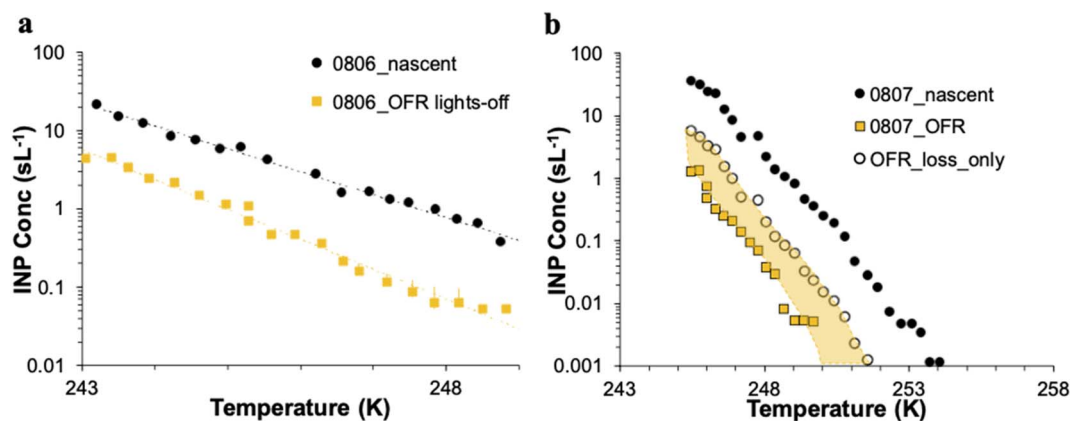 a
100
10
1
0.1
0.01
INP Conc (sL⁻¹)
243
248
Temperature (K)
0806_nascent
0806_OFR lights-off
b
100
10
1
0.1
0.01
0.001
INP Conc (sL⁻¹)
243
248
253
258
Temperature (K)
0807_nascent
0807_OFR
OFR_loss_only